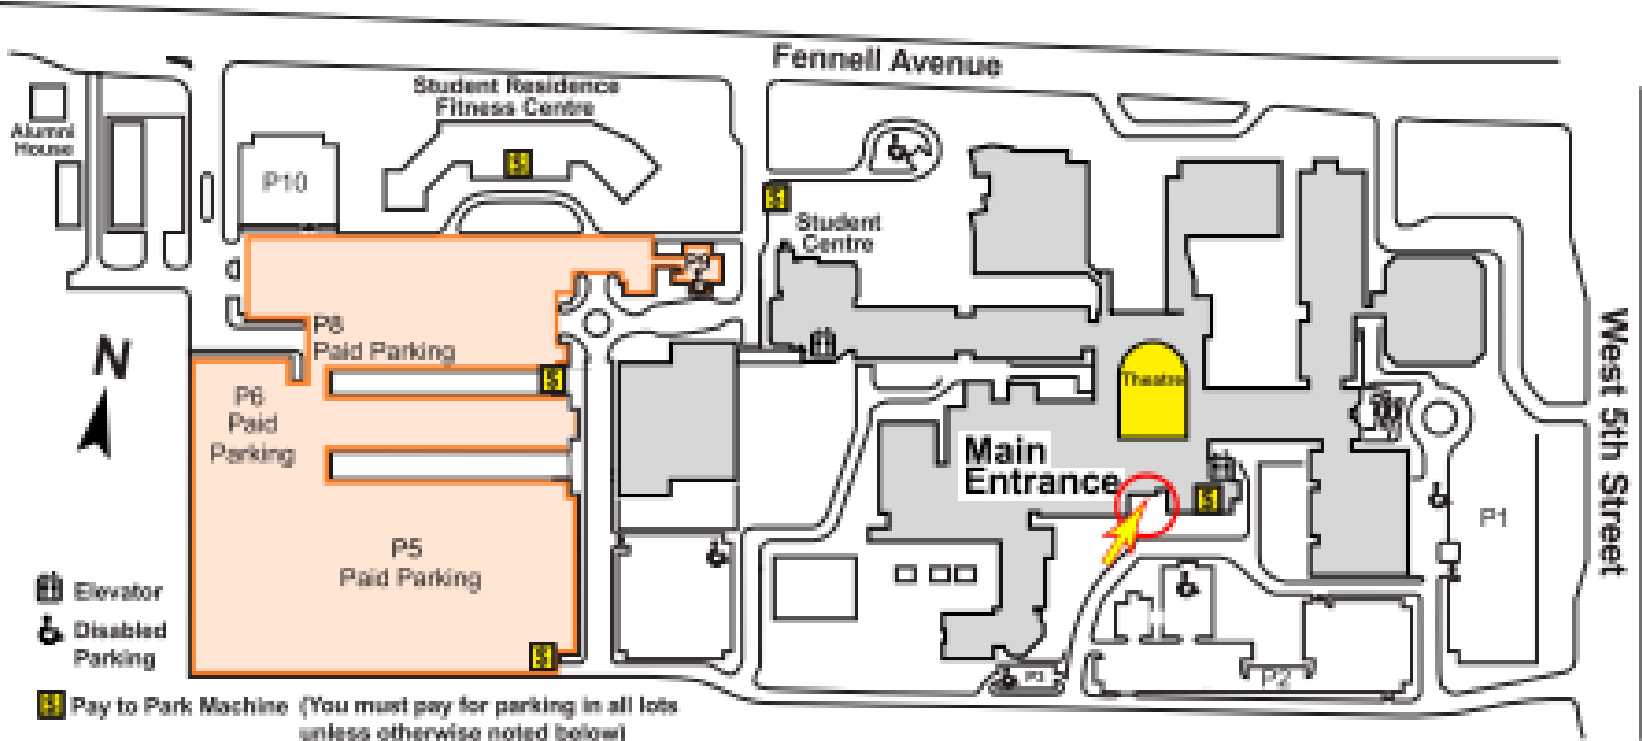 Fennell Avenue
Student Residence
Fitness Centre
Alumni
House
P10
Student
Centre
P9
P8
Paid Parking
N
P6
Paid
Parking
Theatre
Main
Entrance
West 5th Street
P1
P5
Paid Parking
Elevator
Disabled
Parking
P3
P2
Pay to Park Machine (You must pay for parking in all lots
unless otherwise noted below)